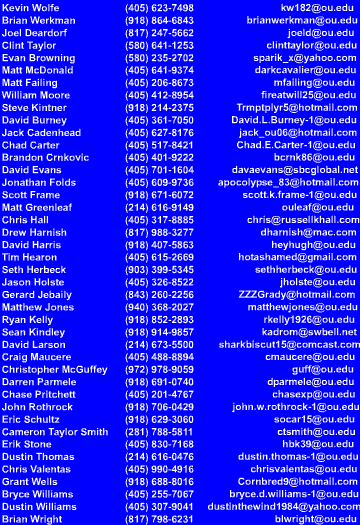 Kevin Wolfe (405) 623-7498 kw182@ou.edu
Brian Werkman (918) 864-6843 brianwerkman@ou.edu
Joel Deardorf (817) 247-5662 joeld@ou.edu
Clint Taylor (580) 641-1253 clinttaylor@ou.edu
Evan Browning (580) 235-2702 sparik_x@yahoo.com
Matt McDonald (405) 641-9374 darkcavalier@ou.edu
Matt Failing (405) 206-8673 mfailing@ou.edu
William Moore (405) 412-8954 fireatwill25@ou.edu
Steve Kintner (918) 214-2375 Trmptplyr5@hotmail.com
David Burney (405) 361-7050 David.L.Burney-1@ou.edu
Jack Cadenhead (405) 627-8176 jack_ou06@hotmail.com
Chad Carter (405) 517-8421 Chad.E.Carter-1@ou.edu
Brandon Crnkovic (405) 401-9222 bcrnk86@ou.edu
David Evans (405) 701-1604 davaevans@sbcglobal.net
Jonathan Folds (405) 609-9736 apocolypse_83@hotmail.com
Scott Frame (918) 671-6072 scott.k.frame-1@ou.edu
Matt Greenleaf (214) 616-9149 ouleaf@ou.edu
Chris Hall (405) 317-8885 chris@russellkhall.com
Drew Harnish (817) 988-3277 dharnish@mac.com
David Harris (918) 407-5863 heyhugh@ou.edu
Tim Hearon (405) 615-2669 hotashamed@gmail.com
Seth Herbeck (903) 399-5345 sethherbeck@ou.edu
Jason Holste (405) 326-8522 jholste@ou.edu
Gerard Jebaily (843) 260-2256 ZZZGrady@hotmail.com
Matthew Jones (940) 368-2027 matthewjones@ou.edu
Ryan Kelly (918) 852-2893 rkelly1926@ou.edu
Sean Kindley (918) 914-9857 kadrom@swbell.net
David Larson (214) 673-5500 sharkbiscut15@comcast.com
Craig Maucere (405) 488-8894 cmaucere@ou.edu
Christopher McGuffey (972) 978-9059 guff@ou.edu
Darren Parmele (918) 691-0740 dparmele@ou.edu
Chase Pritchett (405) 201-4767 chasexp@ou.edu
John Rothrock (918) 706-0429 john.w.rothrock-1@ou.edu
Eric Schultz (918) 629-3060 socar15@ou.edu
Cameron Taylor Smith (281) 788-5811 ctsmith@ou.edu
Erik Stone (405) 830-7168 hbk39@ou.edu
Dustin Thomas (214) 616-0476 dustin.thomas-1@ou.edu
Chris Valentas (405) 990-4916 chrisvalentas@ou.edu
Grant Wells (918) 688-8016 Cornbred9@hotmail.com
Bryce Williams (405) 255-7067 bryce.d.williams-1@ou.edu
Dustin Williams (405) 307-9041 dustinthewind1984@yahoo.com
Brian Wright (817) 798-6231 blwright@ou.edu